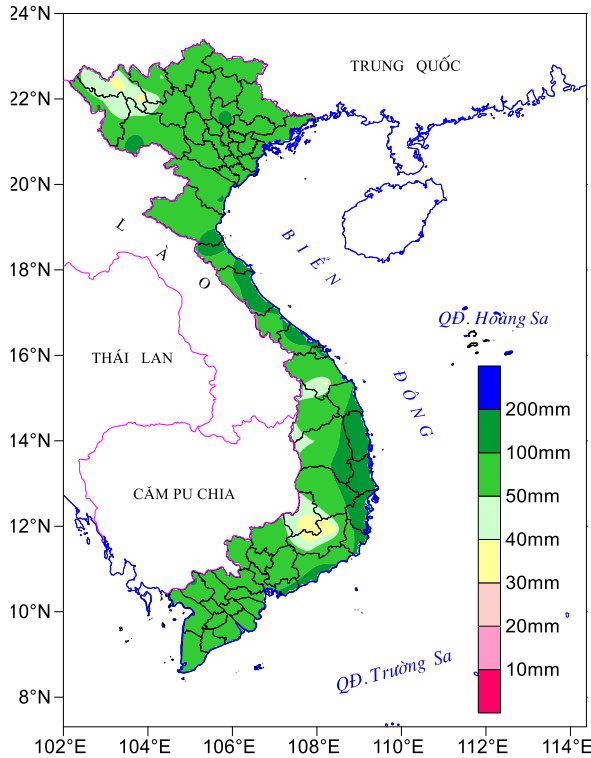 24°N
TRUNG QUỐC
22°N
20°N
LÀO
BIỂN
18°N
QĐ. Hoàng Sa
16°N
THÁI LAN
ĐÔNG
200mm
14°N
100mm
CĂM PU CHIA
50mm
12°N
40mm
30mm
10°N
20mm
QĐ. Trường Sa
10mm
8°N
102°E
104°E
106°E
108°E
110°E
112°E
114°E